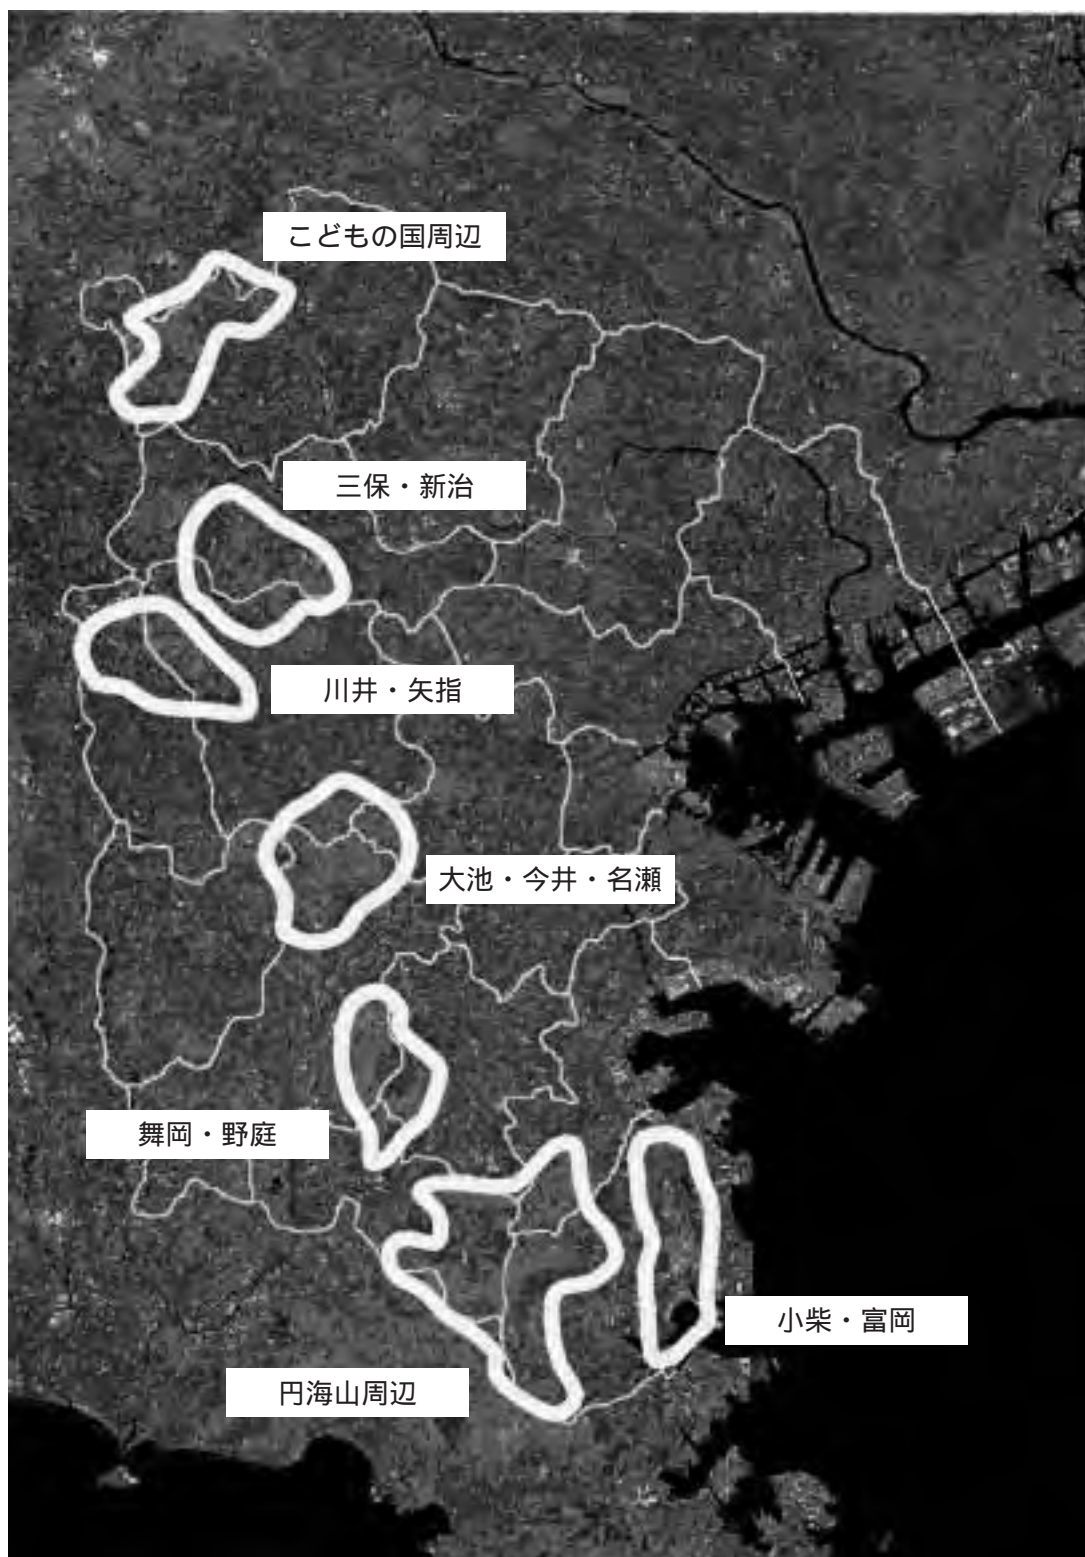 こどもの国周辺
三保・新治
川井・矢指
大池・今井・名瀬
舞岡・野庭
小柴・富岡
円海山周辺